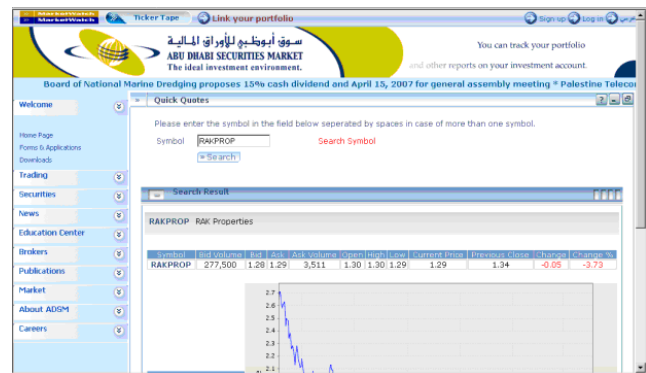 MarketWatch
Ticker Tape
Link your portfolio
Sign up
Log in
عربي
سوق أبوظبي للأوراق المالية
ABU DHABI SECURITIES MARKET
The ideal investment environment.
You can track your portfolio
and other reports on your investment account.
Board of National Marine Dredging proposes 15% cash dividend and April 15, 2007 for general assembly meeting * Palestine Telecor
Welcome
Home Page
Forms & Applications
Downloads
Trading
Securities
News
Education Center
Brokers
Publications
Market
About ADSM
Careers
Quick Quotes
Please enter the symbol in the field below seperated by spaces in case of more than one symbol.
Symbol RAKPROP Search Symbol
Search
Search Result
RAKPROP RAK Properties
Symbol Bid Volume Bid Ask Ask Volume Open High Low Current Price Previous Close Change Change %
RAKPROP 277,500 1.28 1.29 3,511 1.30 1.30 1.29 1.29 1.34 -0.05 -3.73
2.7
2.6
2.5
2.4
2.3
2.2
2.1